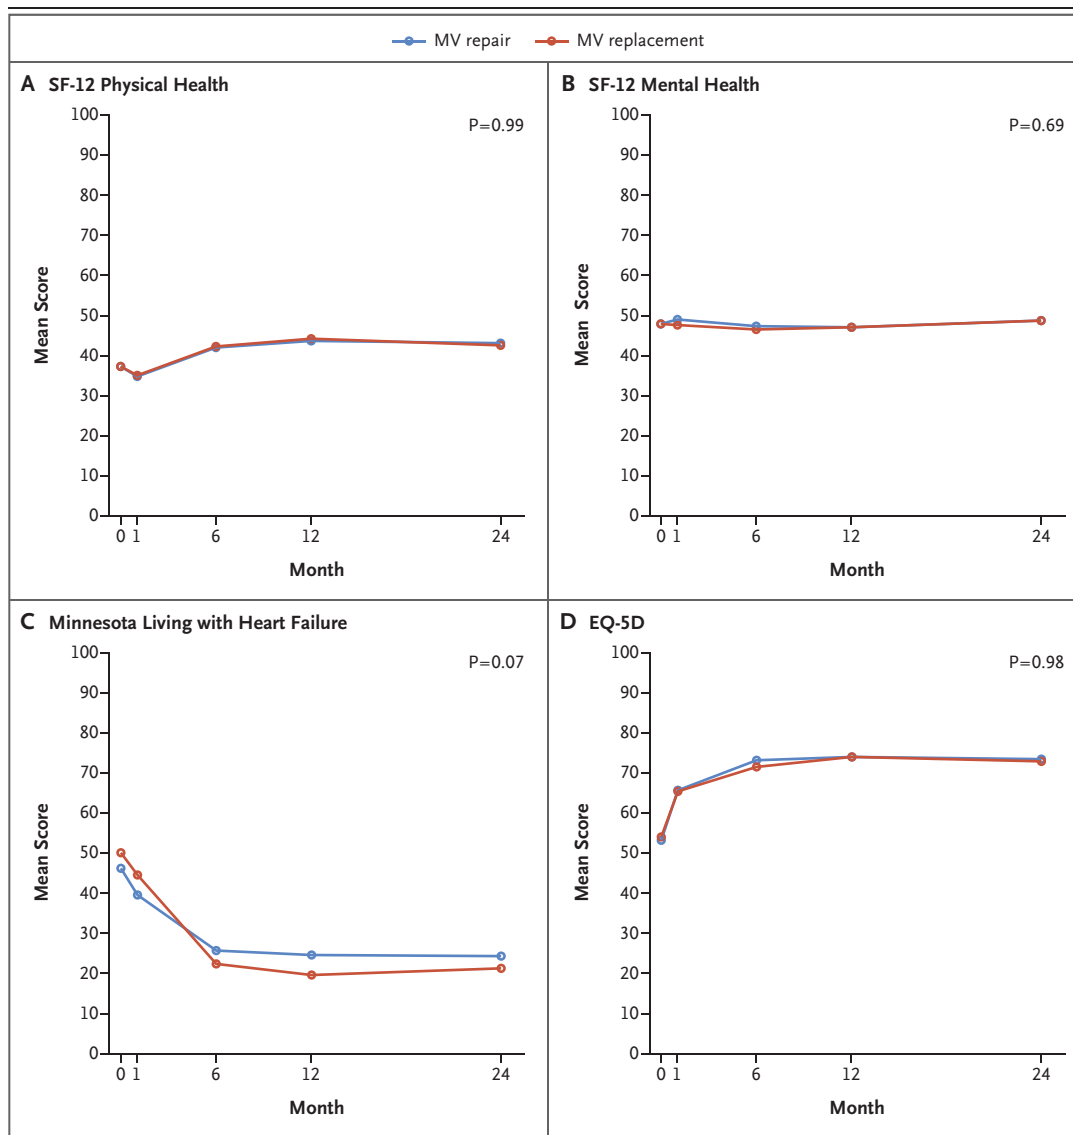 MV repair MV replacement
A SF-12 Physical Health
P=0.99
100
90
80
70
60
50
40
30
20
10
0
Mean Score
0 1 6 12 24
Month
B SF-12 Mental Health
P=0.69
100
90
80
70
60
50
40
30
20
10
0
Mean Score
0 1 6 12 24
Month
C Minnesota Living with Heart Failure
P=0.07
100
90
80
70
60
50
40
30
20
10
0
Mean Score
0 1 6 12 24
Month
D EQ-5D
P=0.98
100
90
80
70
60
50
40
30
20
10
0
Mean Score
0 1 6 12 24
Month